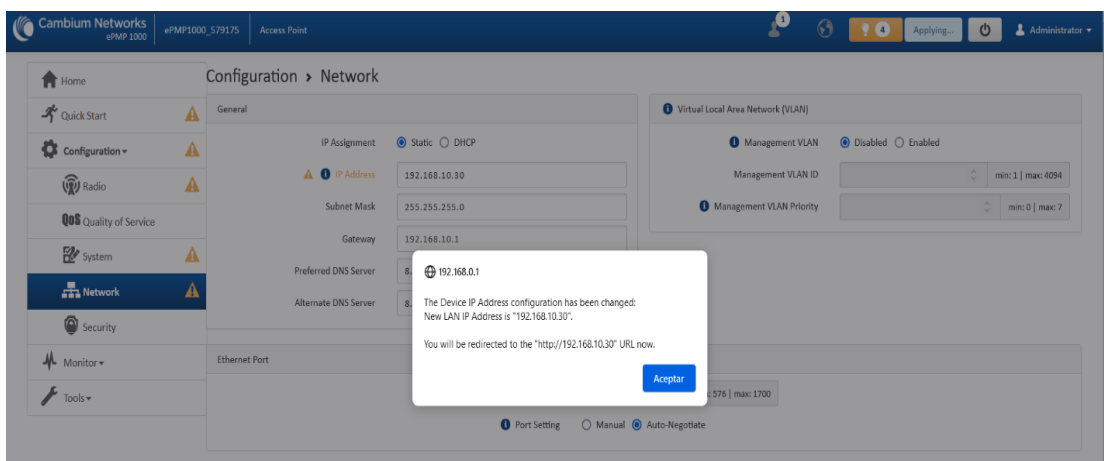 Cambium Networks
ePMP 1000
ePMP1000_579175
Access Point
1
4
Applying...
Administrator
Home
Quick Start
Configuration
Radio
QoS Quality of Service
System
Network
Security
Monitor
Tools
Configuration > Network
General
IP Assignment Static DHCP
IP Address 192.168.10.30
Subnet Mask 255.255.255.0
Gateway 192.168.10.1
Preferred DNS Server 8.
Alternate DNS Server 8.
Virtual Local Area Network (VLAN)
Management VLAN Disabled Enabled
Management VLAN ID min: 1 | max: 4094
Management VLAN Priority min: 0 | max: 7
192.168.0.1
The Device IP Address configuration has been changed:
New LAN IP Address is "192.168.10.30".
You will be redirected to the "http://192.168.10.30" URL now.
Aceptar
Ethernet Port
: 576 | max: 1700
Port Setting Manual Auto-Negotiate